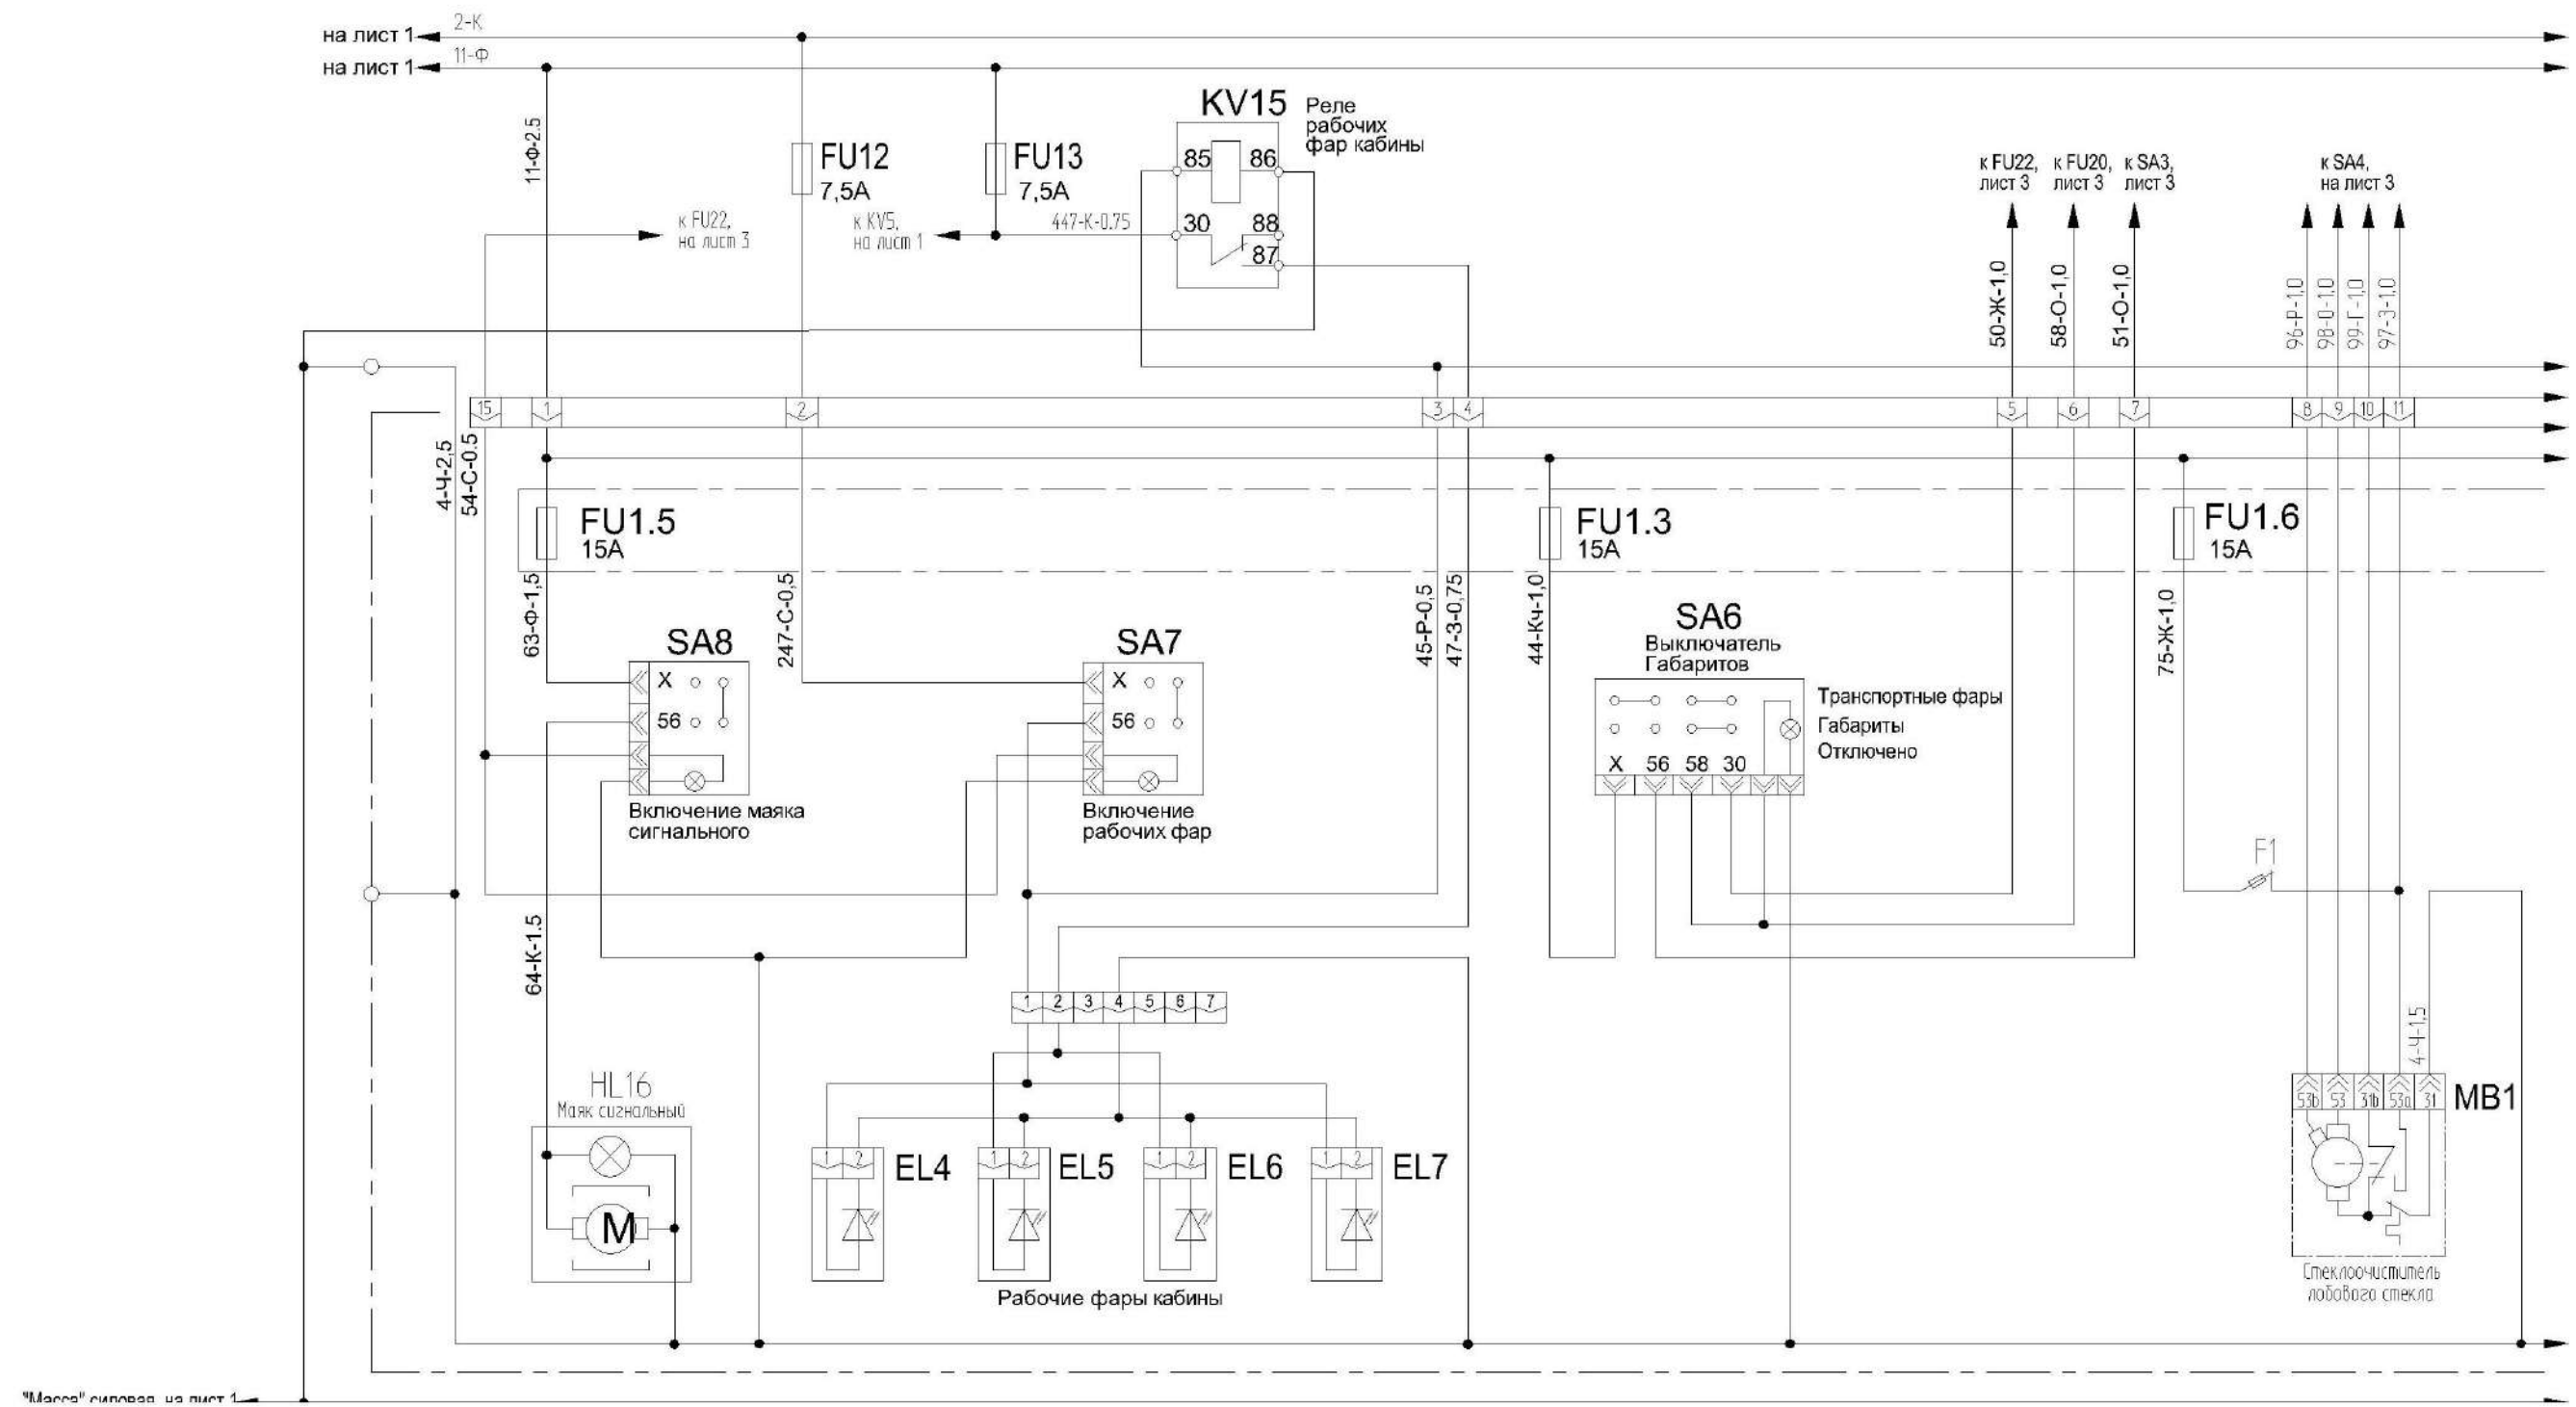 на лист 1
2-К
на лист 1
11-Ф
KV15
Реле
рабочих
фар кабины
11-Ф-2.5
FU12
7,5А
FU13
7,5А
85
86
30
88
87
к FU22,
на лист 3
к KV5,
на лист 1
447-К-0.75
к FU22,
лист 3
к FU20,
лист 3
к SA3,
лист 3
к SA4,
на лист 3
50-Ж-1,0
58-О-1,0
51-О-1,0
96-Р-1,0
98-О-1,0
99-Г-1,0
97-З-1,0
15
1
2
3
4
5
6
7
8
9
10
11
4-Ч-2,5
54-С-0.5
FU1.5
15А
FU1.3
15А
FU1.6
15А
63-Ф-1,5
247-С-0,5
45-Р-0,5
47-З-0,75
44-Кч-1,0
75-Ж-1,0
SA8
X
56
Включение маяка
сигнального
SA7
X
56
Включение
рабочих фар
SA6
Выключатель
Габаритов
Транспортные фары
Габариты
Отключено
X 56 58 30
F1
64-К-1.5
1 2 3 4 5 6 7
4-Ч-1,5
HL16
Маяк сигнальный
M
1 2
EL4
1 2
EL5
1 2
EL6
1 2
EL7
Рабочие фары кабины
53b 53 31b 53a 31
MB1
Стеклоочиститель
лобового стекла
"Масса" силовая, на лист 1